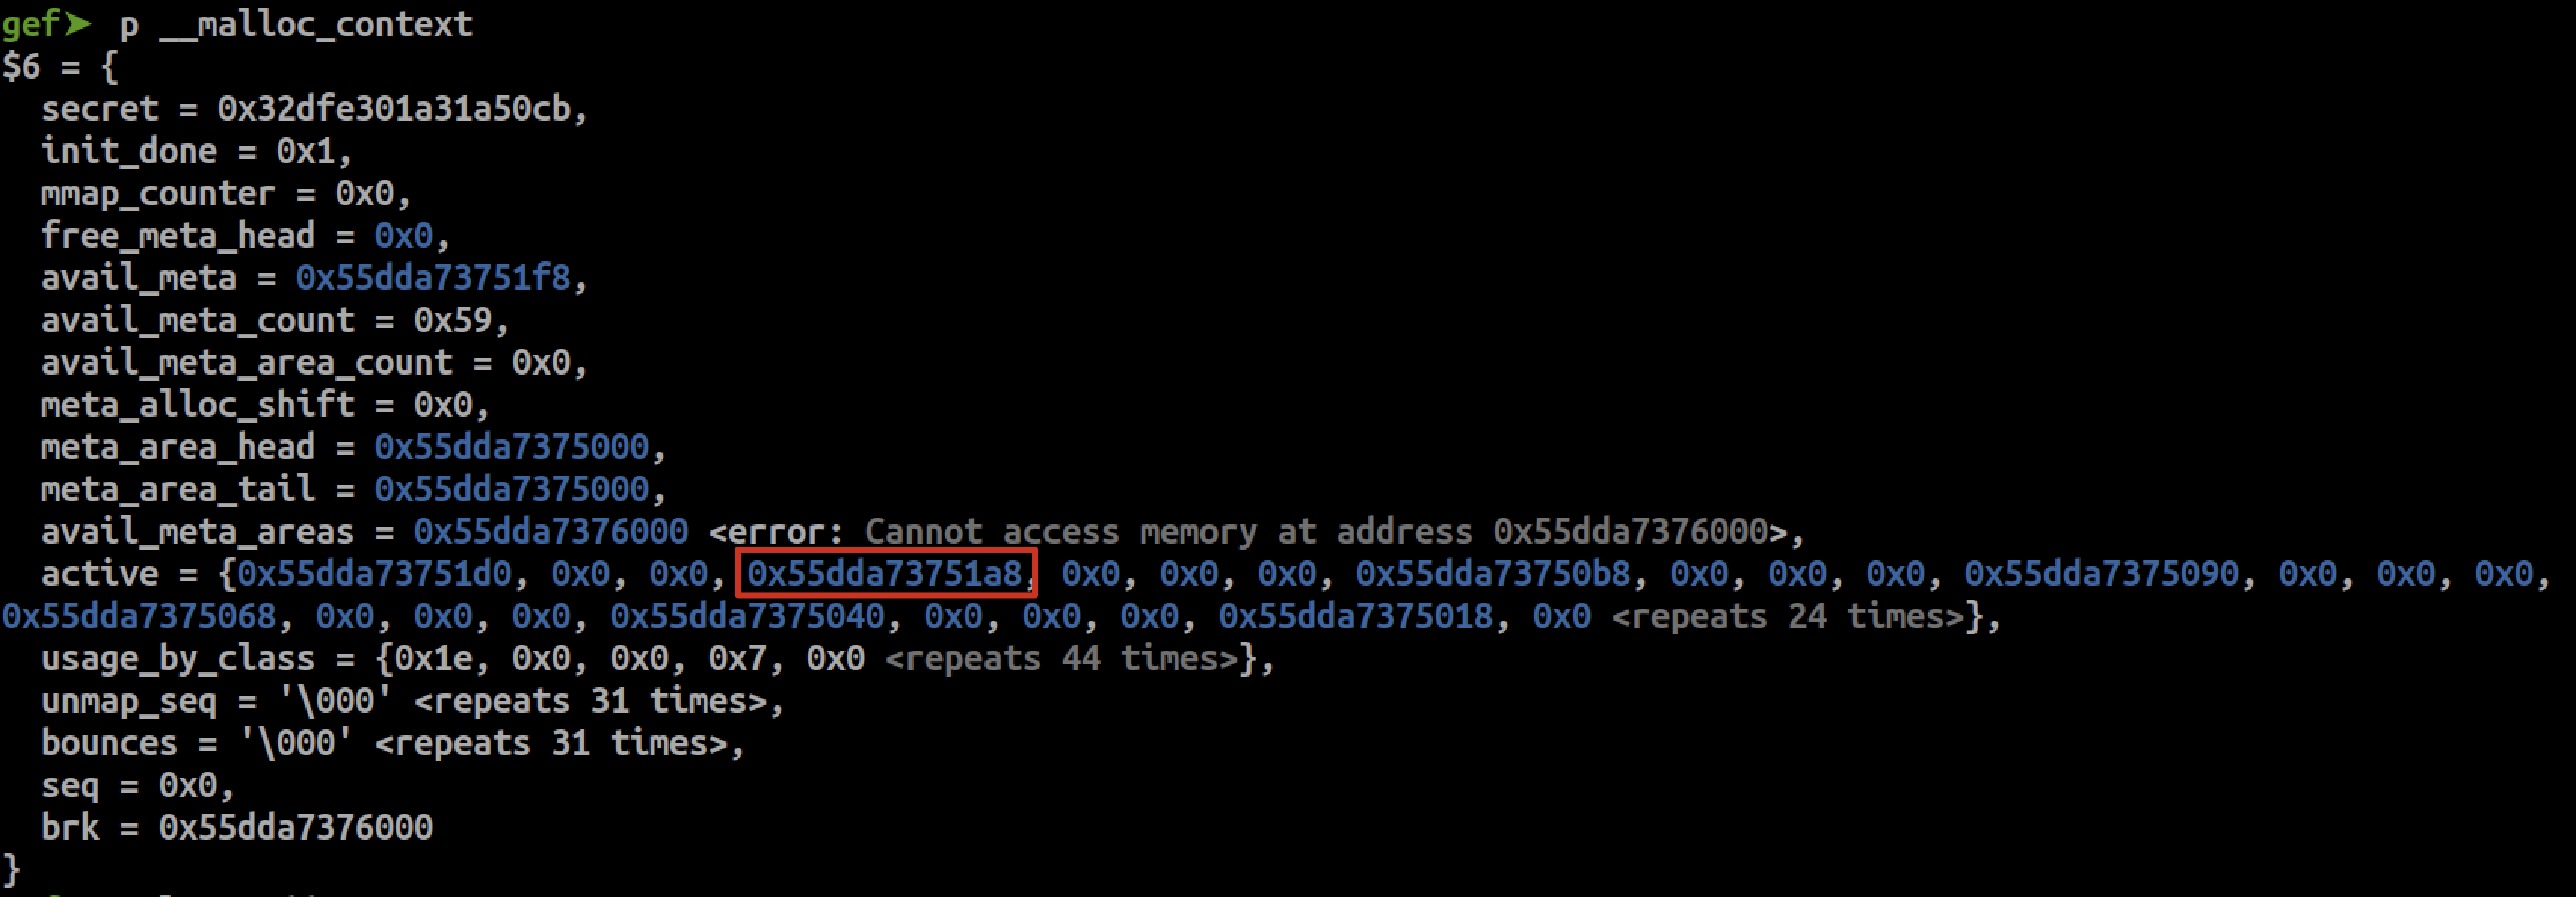 gef➤ p __malloc_context
$6 = {
secret = 0x32dfe301a31a50cb,
init_done = 0x1,
mmap_counter = 0x0,
free_meta_head = 0x0,
avail_meta = 0x55dda73751f8,
avail_meta_count = 0x59,
avail_meta_area_count = 0x0,
meta_alloc_shift = 0x0,
meta_area_head = 0x55dda7375000,
meta_area_tail = 0x55dda7375000,
avail_meta_areas = 0x55dda7376000 <error: Cannot access memory at address 0x55dda7376000>,
active = {0x55dda73751d0, 0x0, 0x0, 0x55dda73751a8, 0x0, 0x0, 0x0, 0x55dda73750b8, 0x0, 0x0, 0x0, 0x55dda7375090, 0x0, 0x0, 0x0,
0x55dda7375068, 0x0, 0x0, 0x0, 0x55dda7375040, 0x0, 0x0, 0x0, 0x55dda7375018, 0x0 <repeats 24 times>},
usage_by_class = {0x1e, 0x0, 0x0, 0x7, 0x0 <repeats 44 times>},
unmap_seq = '\000' <repeats 31 times>,
bounces = '\000' <repeats 31 times>,
seq = 0x0,
brk = 0x55dda7376000
}